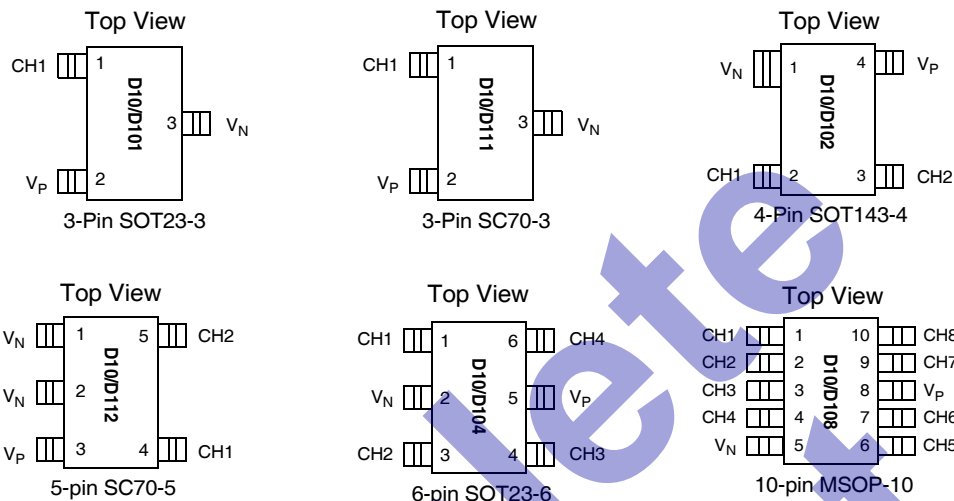 Top View
CH1 1
D10/D101
3 VN
VP 2
3-Pin SOT23-3
Top View
CH1 1
D10/D111
3 VN
VP 2
3-Pin SC70-3
Top View
VN 1 4 VP
D10/D102
CH1 2 3 CH2
4-Pin SOT143-4
Top View
VN 1 5 CH2
D10/D112
VN 2
VP 3 4 CH1
5-pin SC70-5
Top View
CH1 1 6 CH4
D10/D104
VN 2 5 VP
CH2 3 4 CH3
6-pin SOT23-6
Top View
CH1 1 10 CH8
CH2 2 9 CH7
D10/D108
CH3 3 8 VP
CH4 4 7 CH6
VN 5 6 CH5
10-pin MSOP-10
lete